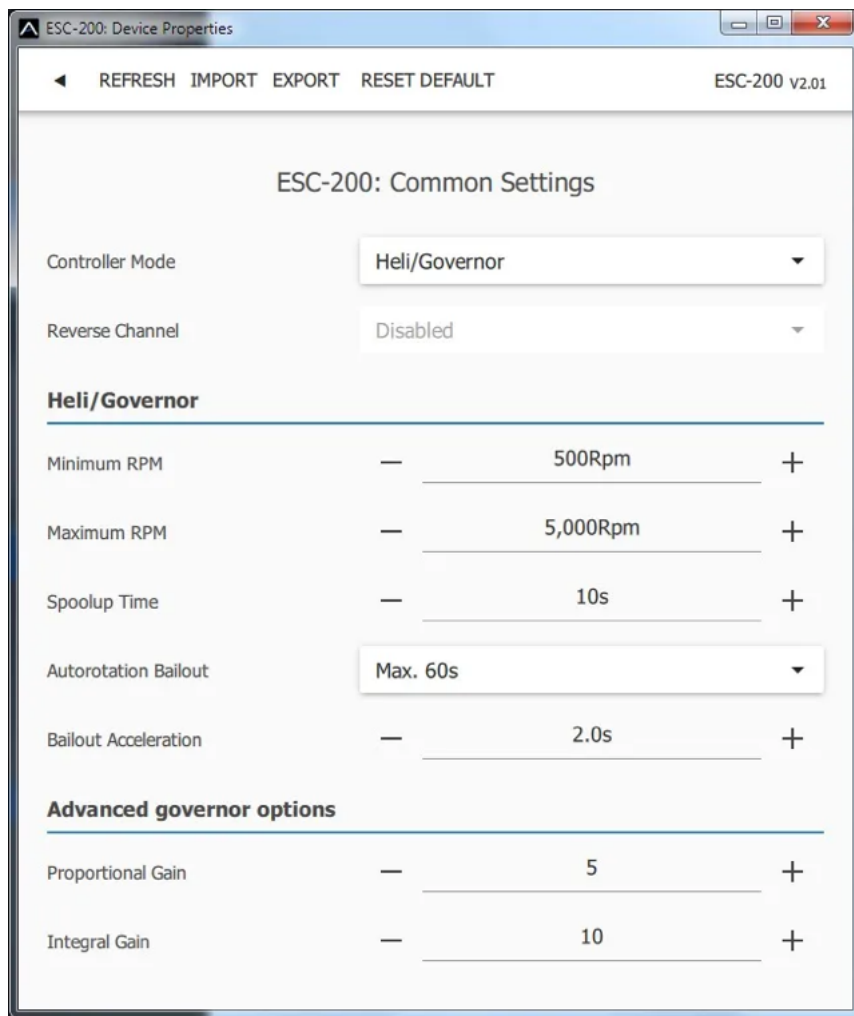 ESC-200: Device Properties
REFRESH IMPORT EXPORT RESET DEFAULT ESC-200 V2.01
ESC-200: Common Settings
Controller Mode Heli/Governor
Reverse Channel Disabled
Heli/Governor
Minimum RPM — 500Rpm +
Maximum RPM — 5,000Rpm +
Spoolup Time — 10s +
Autorotation Bailout Max. 60s
Bailout Acceleration — 2.0s +
Advanced governor options
Proportional Gain — 5 +
Integral Gain — 10 +